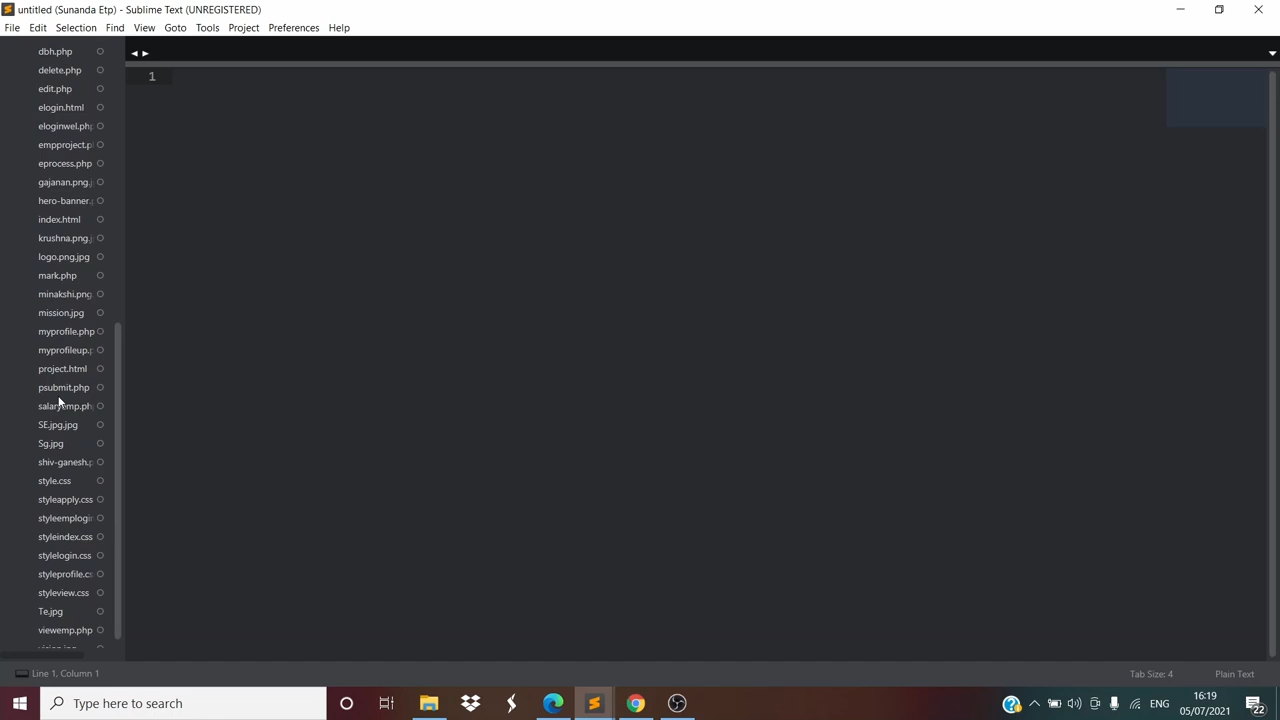 untitled (Sunanda Etp) - Sublime Text (UNREGISTERED)
File Edit Selection Find View Goto Tools Project Preferences Help
dbh.php
1
delete.php
edit.php
elogin.html
eloginwel.php
empproject.p
eprocess.php
gajanan.png.j
hero-banner.
index.html
krushna.png.j
logo.png.jpg
mark.php
minakshi.png
mission.jpg
myprofile.php
myprofileup.p
project.html
psubmit.php
salaryemp.ph
SE.jpg.jpg
Sg.jpg
shiv-ganesh.p
style.css
styleapply.css
styleemplogi
styleindex.css
stylelogin.css
styleprofile.cs
styleview.css
Te.jpg
viewemp.php
Line 1, Column 1
Tab Size: 4
Plain Text
Type here to search
ENG
16:19
05/07/2021
22